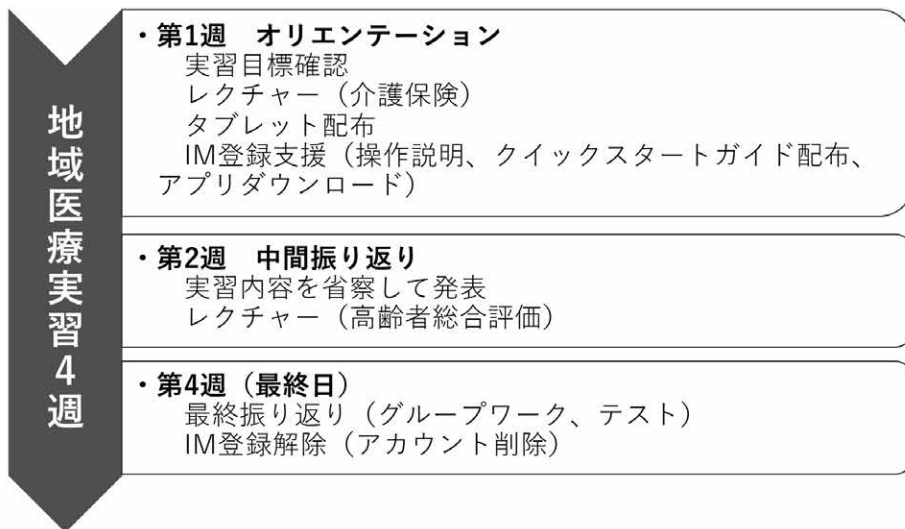 地域医療実習4週
・第1週　オリエンテーション
実習目標確認
レクチャー（介護保険）
タブレット配布
IM登録支援（操作説明、クイックスタートガイド配布、
アプリダウンロード）
・第2週　中間振り返り
実習内容を省察して発表
レクチャー（高齢者総合評価）
・第4週（最終日）
最終振り返り（グループワーク、テスト）
IM登録解除（アカウント削除）